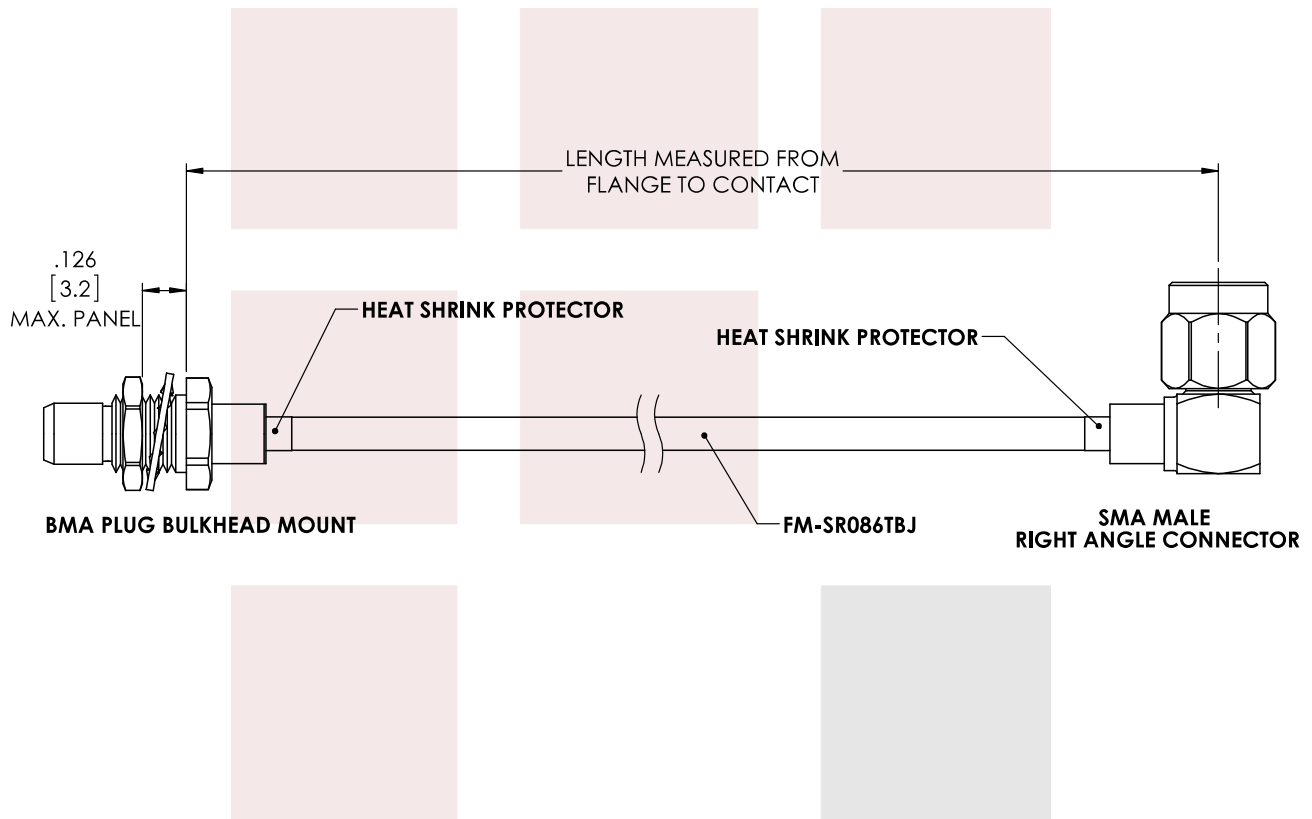 LENGTH MEASURED FROM
FLANGE TO CONTACT
.126
[3.2]
MAX. PANEL
HEAT SHRINK PROTECTOR
HEAT SHRINK PROTECTOR
BMA PLUG BULKHEAD MOUNT
FM-SR086TBJ
SMA MALE
RIGHT ANGLE CONNECTOR